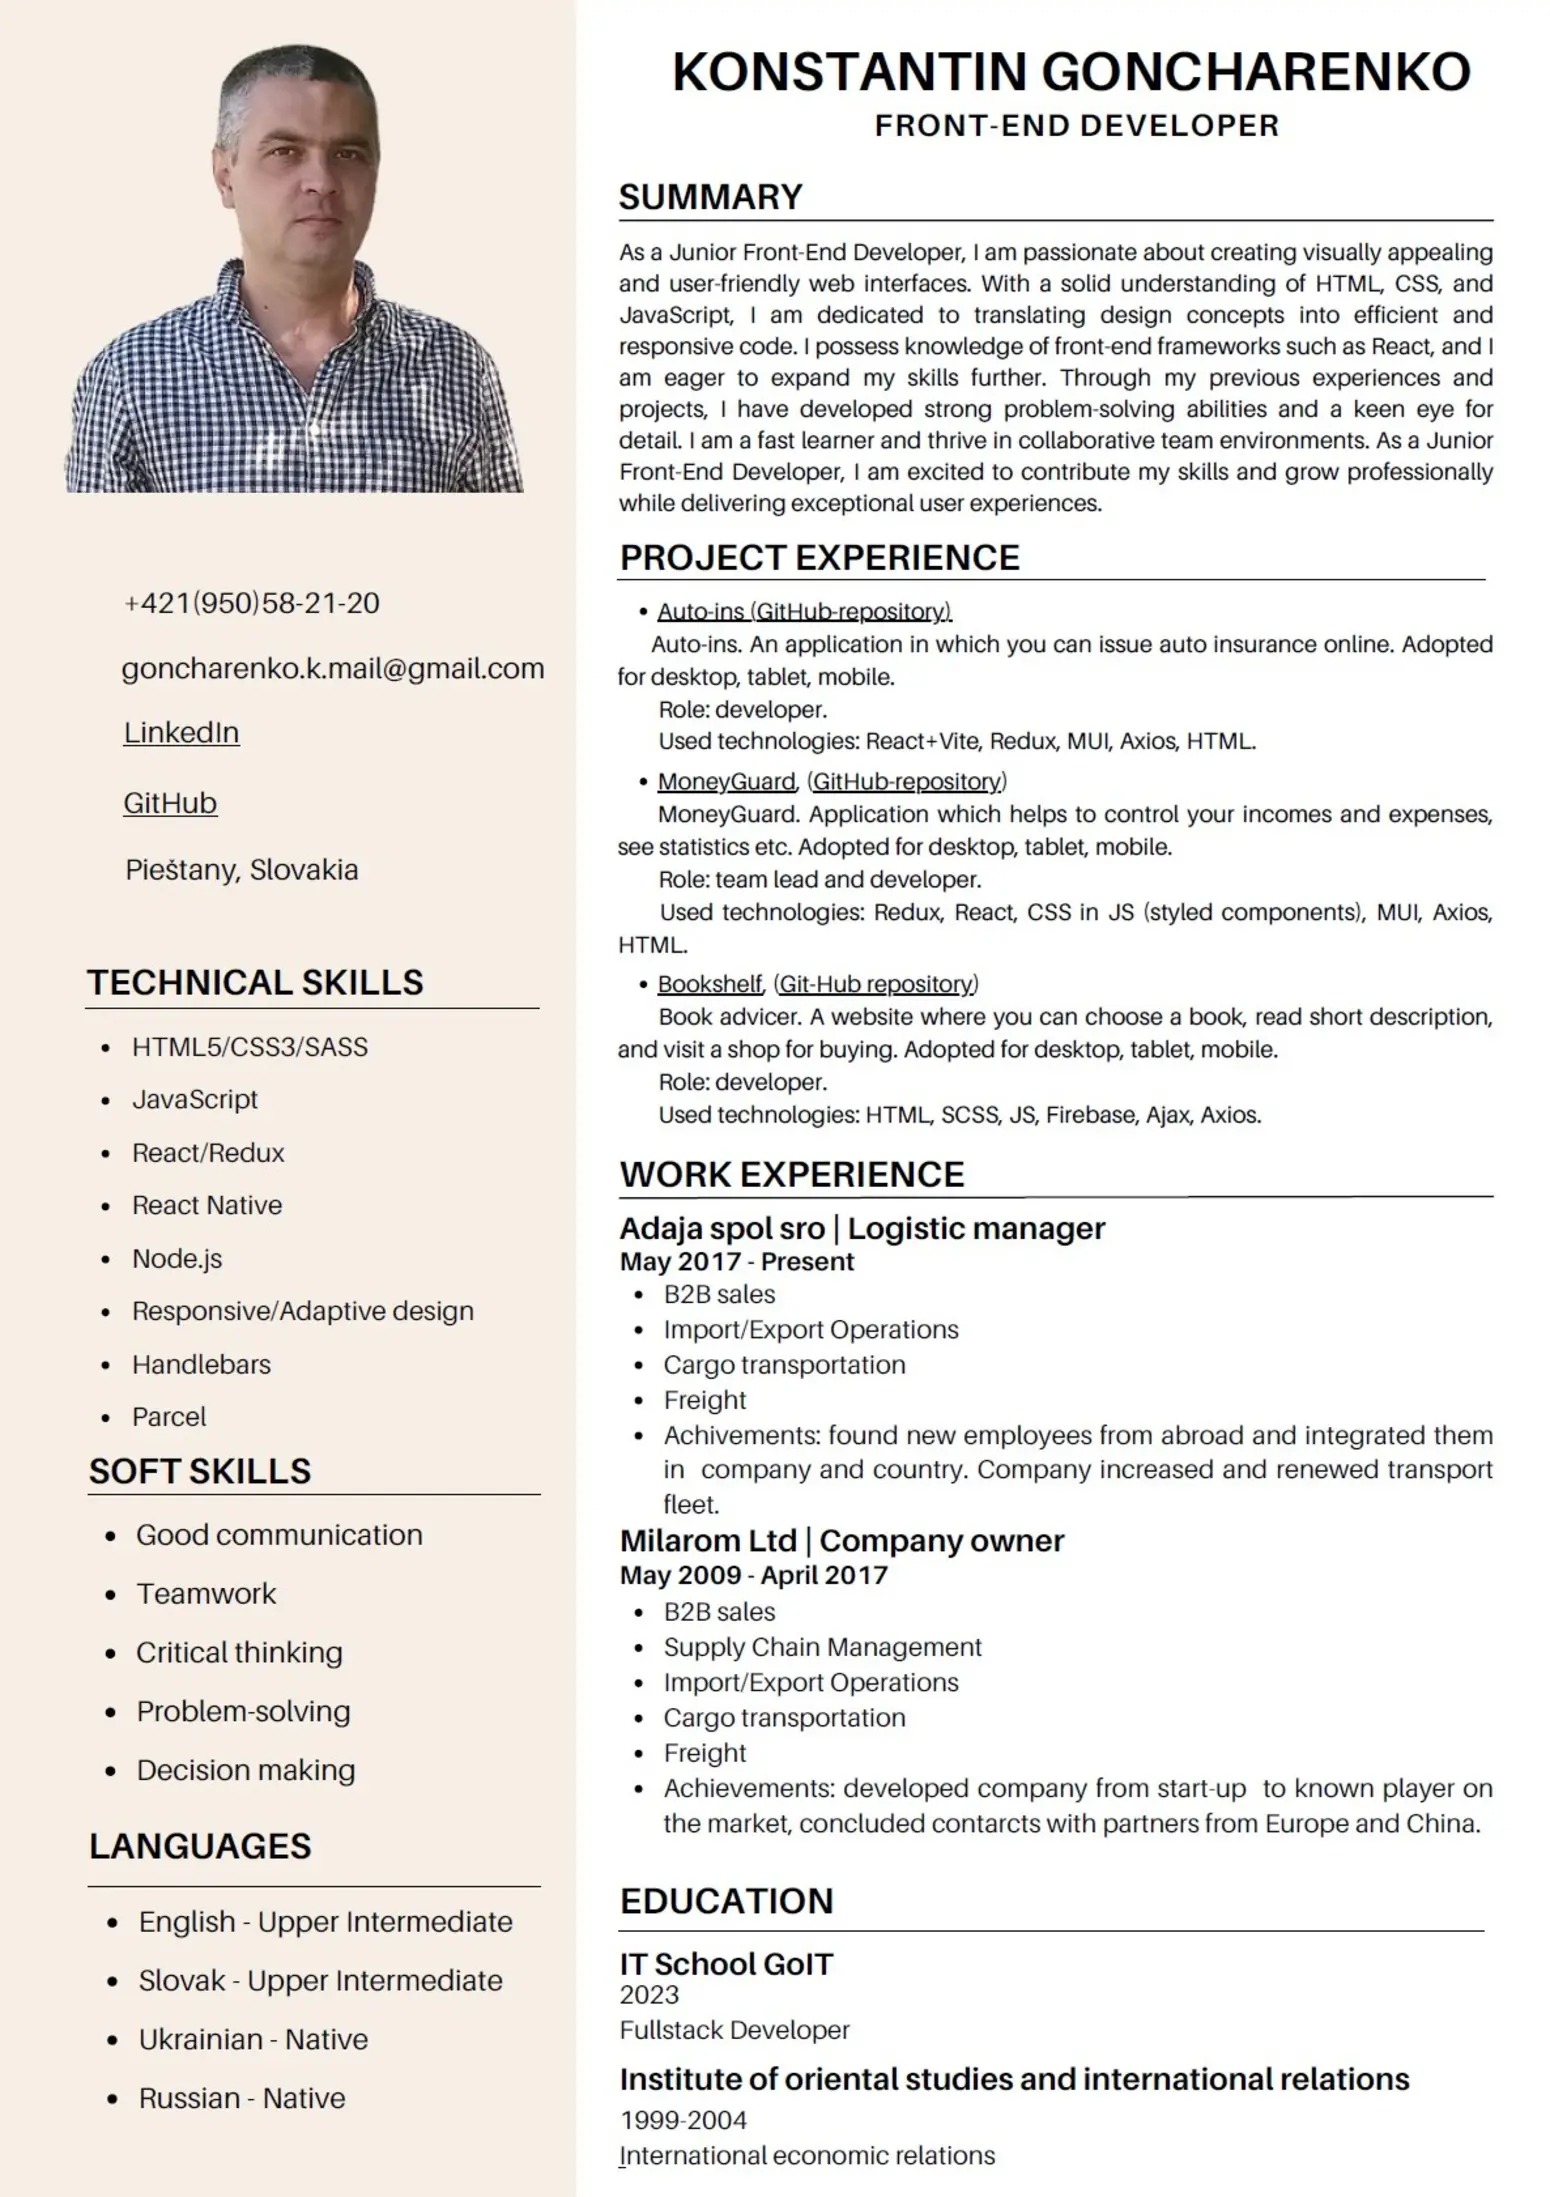 KONSTANTIN GONCHARENKO
FRONT-END DEVELOPER
+421(950)58-21-20
goncharenko.k.mail@gmail.com
LinkedIn
GitHub
Pieštany, Slovakia
TECHNICAL SKILLS
• HTML5/CSS3/SASS
• JavaScript
• React/Redux
• React Native
• Node.js
• Responsive/Adaptive design
• Handlebars
• Parcel
SOFT SKILLS
• Good communication
• Teamwork
• Critical thinking
• Problem-solving
• Decision making
LANGUAGES
• English - Upper Intermediate
• Slovak - Upper Intermediate
• Ukrainian - Native
• Russian - Native
SUMMARY
As a Junior Front-End Developer, I am passionate about creating visually appealing
and user-friendly web interfaces. With a solid understanding of HTML, CSS, and
JavaScript, I am dedicated to translating design concepts into efficient and
responsive code. I possess knowledge of front-end frameworks such as React, and I
am eager to expand my skills further. Through my previous experiences and
projects, I have developed strong problem-solving abilities and a keen eye for
detail. I am a fast learner and thrive in collaborative team environments. As a Junior
Front-End Developer, I am excited to contribute my skills and grow professionally
while delivering exceptional user experiences.
PROJECT EXPERIENCE
• Auto-ins (GitHub-repository)
Auto-ins. An application in which you can issue auto insurance online. Adopted
for desktop, tablet, mobile.
Role: developer.
Used technologies: React+Vite, Redux, MUI, Axios, HTML.
• MoneyGuard, (GitHub-repository)
MoneyGuard. Application which helps to control your incomes and expenses,
see statistics etc. Adopted for desktop, tablet, mobile.
Role: team lead and developer.
Used technologies: Redux, React, CSS in JS (styled components), MUI, Axios,
HTML.
• Bookshelf, (Git-Hub repository)
Book advicer. A website where you can choose a book, read short description,
and visit a shop for buying. Adopted for desktop, tablet, mobile.
Role: developer.
Used technologies: HTML, SCSS, JS, Firebase, Ajax, Axios.
WORK EXPERIENCE
Adaja spol sro | Logistic manager
May 2017 - Present
• B2B sales
• Import/Export Operations
• Cargo transportation
• Freight
• Achivements: found new employees from abroad and integrated them
in company and country. Company increased and renewed transport
fleet.
Milarom Ltd | Company owner
May 2009 - April 2017
• B2B sales
• Supply Chain Management
• Import/Export Operations
• Cargo transportation
• Freight
• Achievements: developed company from start-up to known player on
the market, concluded contarcts with partners from Europe and China.
EDUCATION
IT School GoIT
2023
Fullstack Developer
Institute of oriental studies and international relations
1999-2004
International economic relations